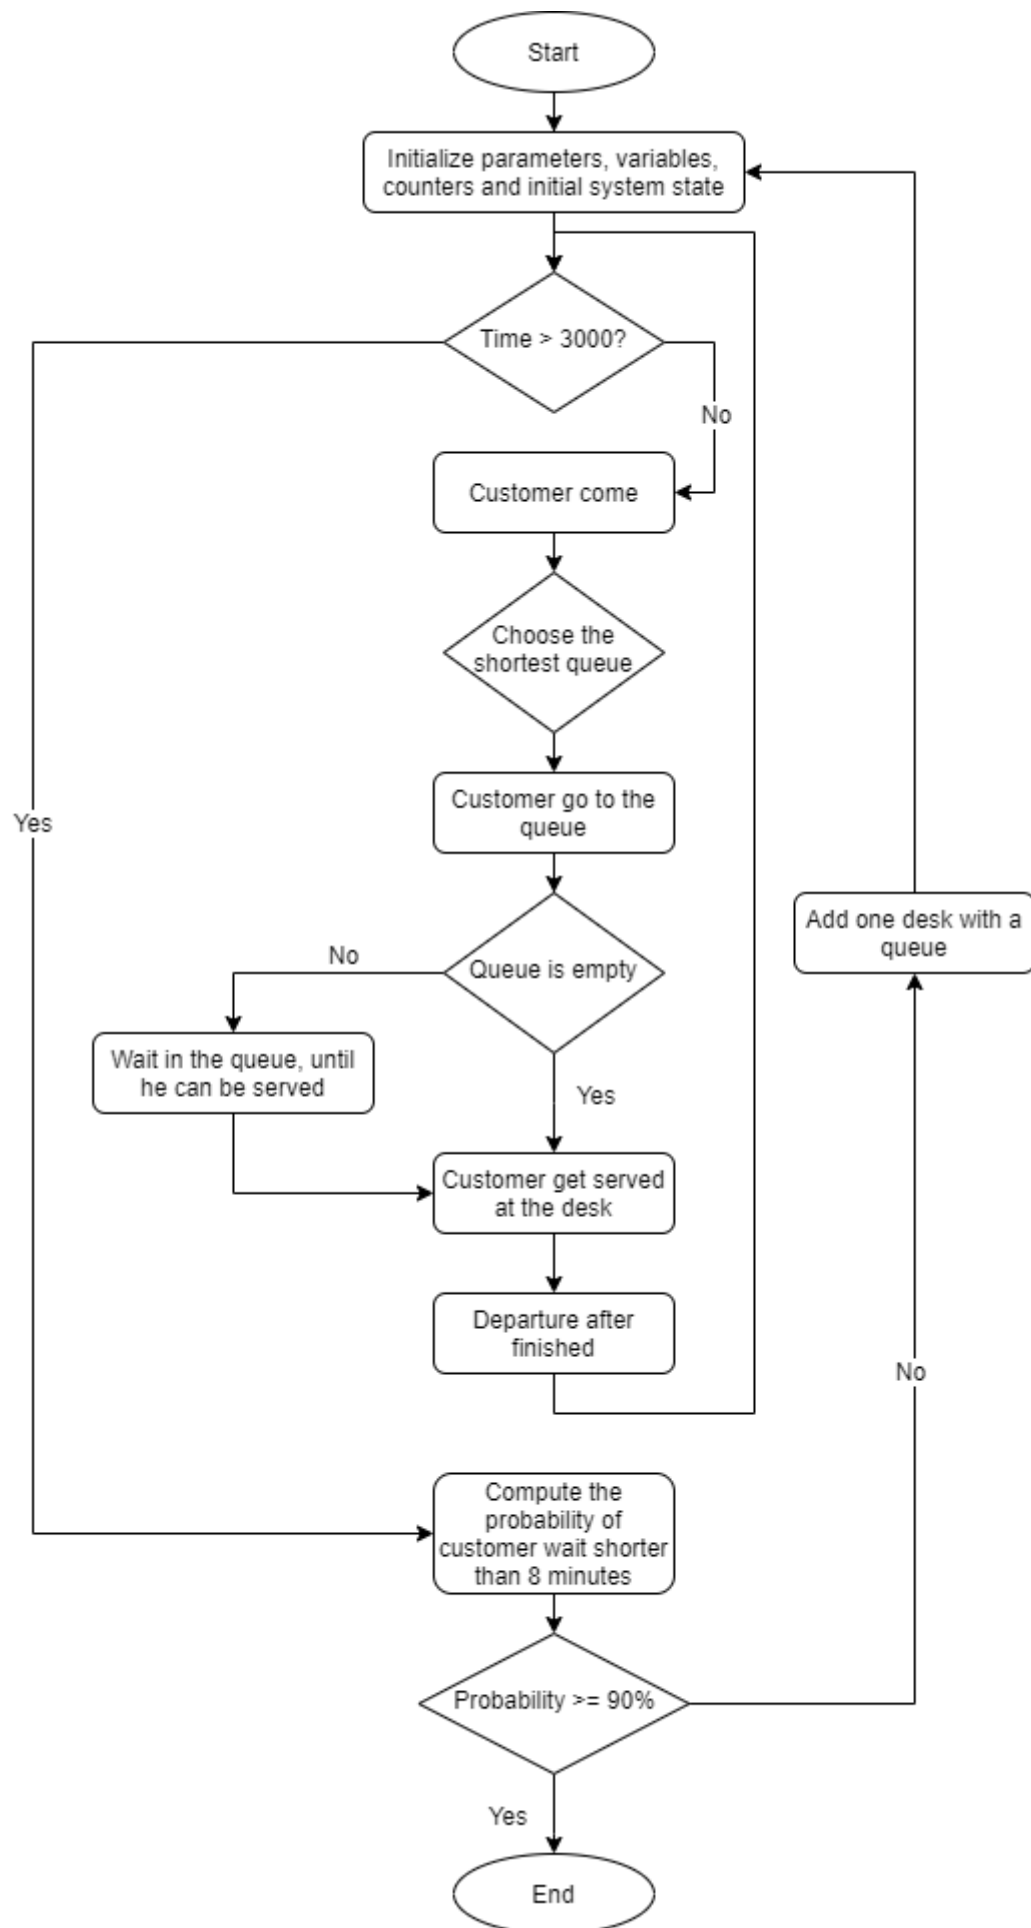 Start
Initialize parameters, variables,
counters and initial system state
Time > 3000?
No
Customer come
Choose the
shortest queue
Customer go to the
queue
Yes
Add one desk with a
queue
No
Queue is empty
Wait in the queue, until
he can be served
Yes
Customer get served
at the desk
Departure after
finished
No
Compute the
probability of
customer wait shorter
than 8 minutes
Probability >= 90%
Yes
End